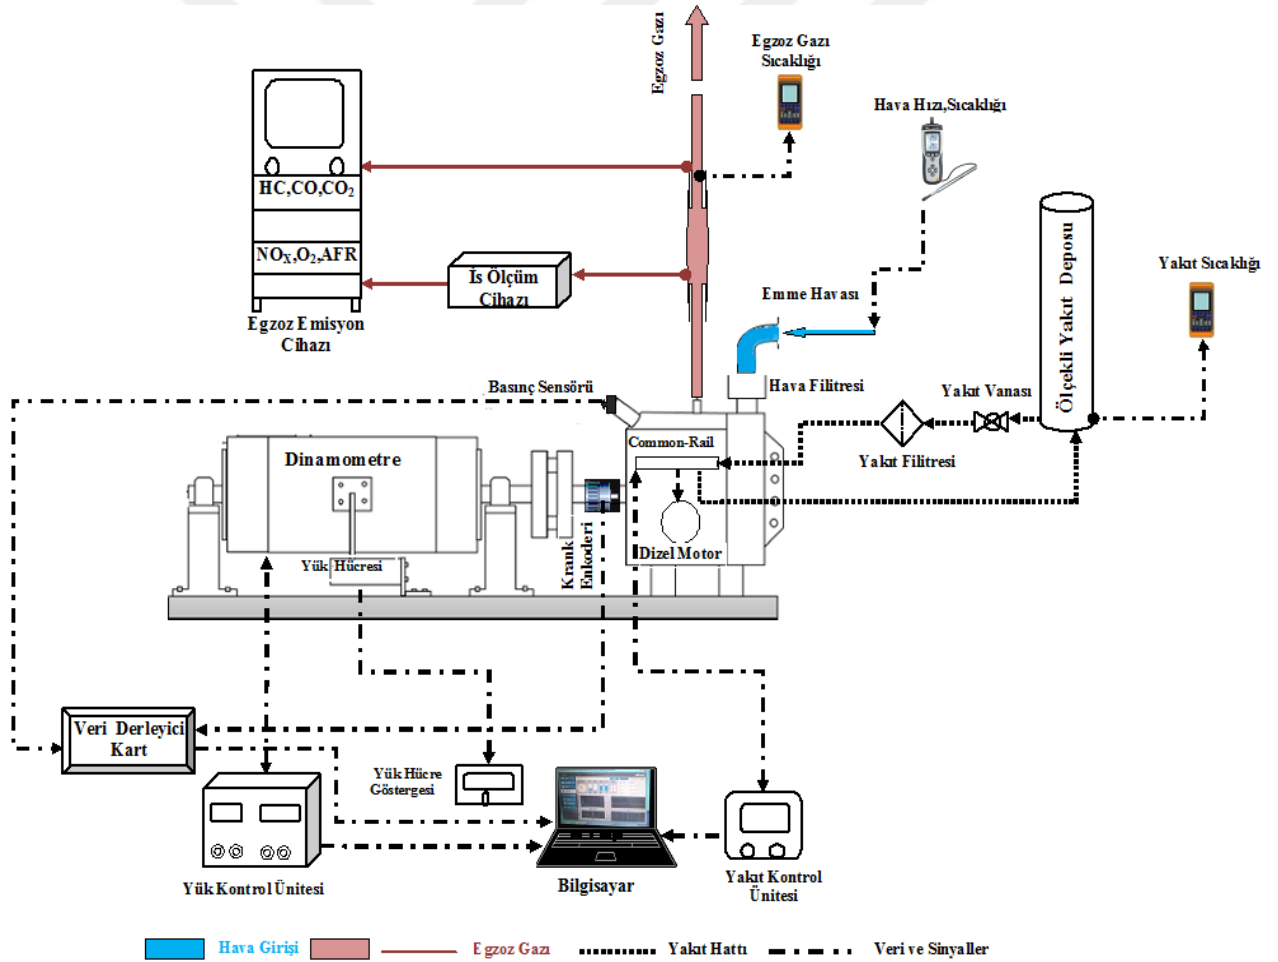 Egzoz Gazı
Egzoz Gazı
Sıcaklığı
Hava Hızı,Sıcaklığı
HC,CO,CO2
NOX,O2,AFR
Egzoz Emisyon
Cihazı
İs Ölçüm
Cihazı
Emme Havası
Ölçekli Yakıt Deposu
Yakıt Sıcaklığı
Basınç Sensörü
Hava Filitresi
Yakıt Vanası
Yakıt Filitresi
Common-Rail
Dinamometre
Krank
Enkoderi
Dizel Motor
Yük Hücresi
Veri Derleyici
Kart
Yük Hücre
Göstergesi
Yük Kontrol Ünitesi
Bilgisayar
Yakıt Kontrol
Ünitesi
Hava Girişi
Egzoz Gazı
Yakıt Hattı
Veri ve Sinyaller